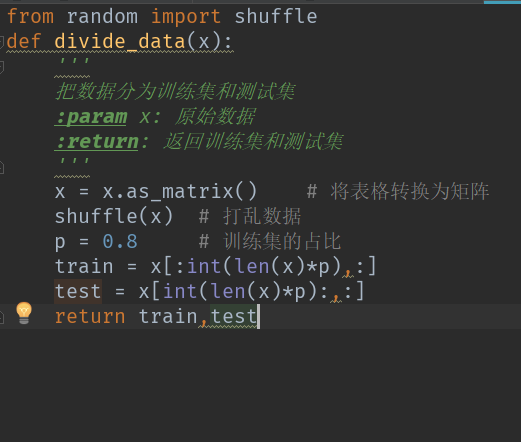 from random import shuffle
def divide_data(x):
    '''
    把数据分为训练集和测试集
    :param x: 原始数据
    :return: 返回训练集和测试集
    '''
    x = x.as_matrix()    # 将表格转换为矩阵
    shuffle(x)  # 打乱数据
    p = 0.8     # 训练集的占比
    train = x[:int(len(x)*p),:]
    test = x[int(len(x)*p):,:]
    return train,test